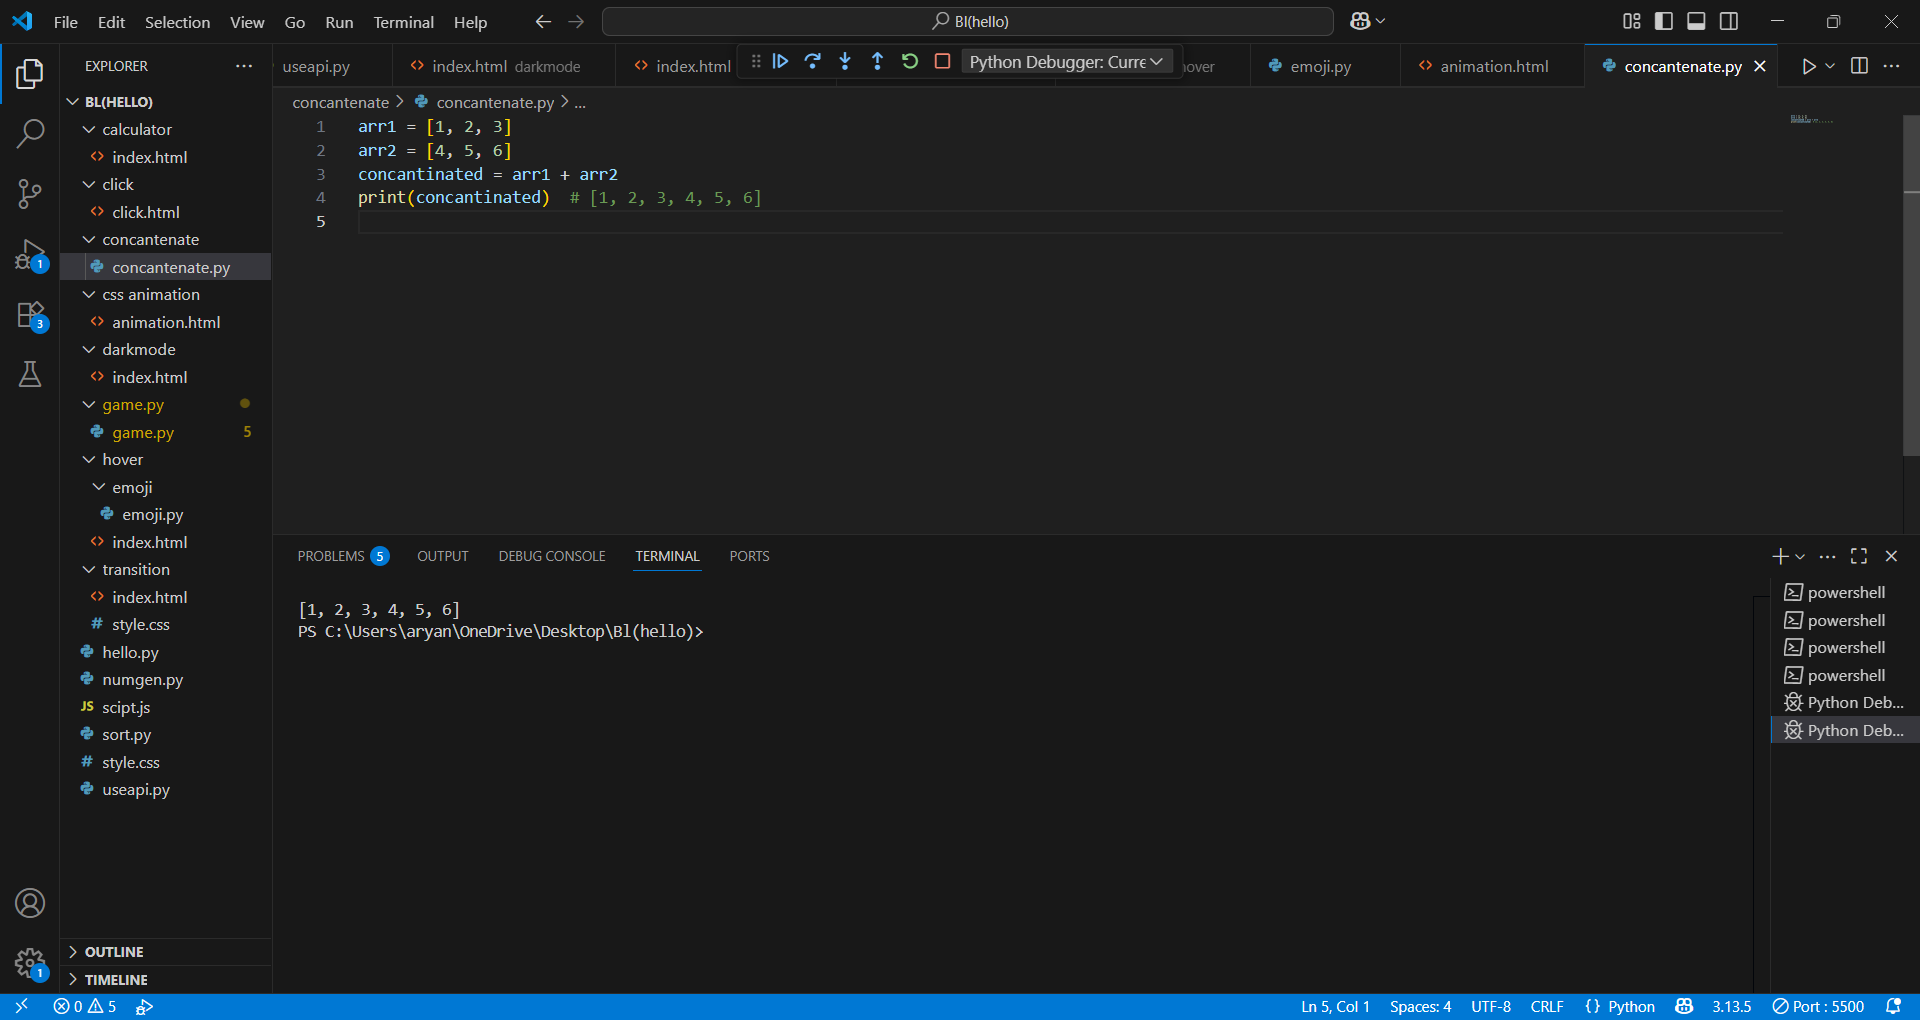 File Edit Selection View Go Run Terminal Help
Bl(hello)
EXPLORER
BL(HELLO)
calculator
index.html
click
click.html
concantenate
concantenate.py
css animation
animation.html
darkmode
index.html
game.py
game.py 5
hover
emoji
emoji.py
index.html
transition
index.html
style.css
hello.py
numgen.py
JS scipt.js
sort.py
# style.css
useapi.py
OUTLINE
TIMELINE
1
3
1
useapi.py index.html darkmode index.html Python Debugger: Curre emoji.py animation.html concantenate.py
concantenate > concantenate.py > ...
1 arr1 = [1, 2, 3]
2 arr2 = [4, 5, 6]
3 concantinated = arr1 + arr2
4 print(concantinated)  # [1, 2, 3, 4, 5, 6]
5
PROBLEMS 5 OUTPUT DEBUG CONSOLE TERMINAL PORTS
[1, 2, 3, 4, 5, 6]
PS C:\Users\aryan\OneDrive\Desktop\Bl(hello)>
powershell
powershell
powershell
powershell
Python Deb...
Python Deb...
0 5 Ln 5, Col 1 Spaces: 4 UTF-8 CRLF {} Python 3.13.5 Port : 5500